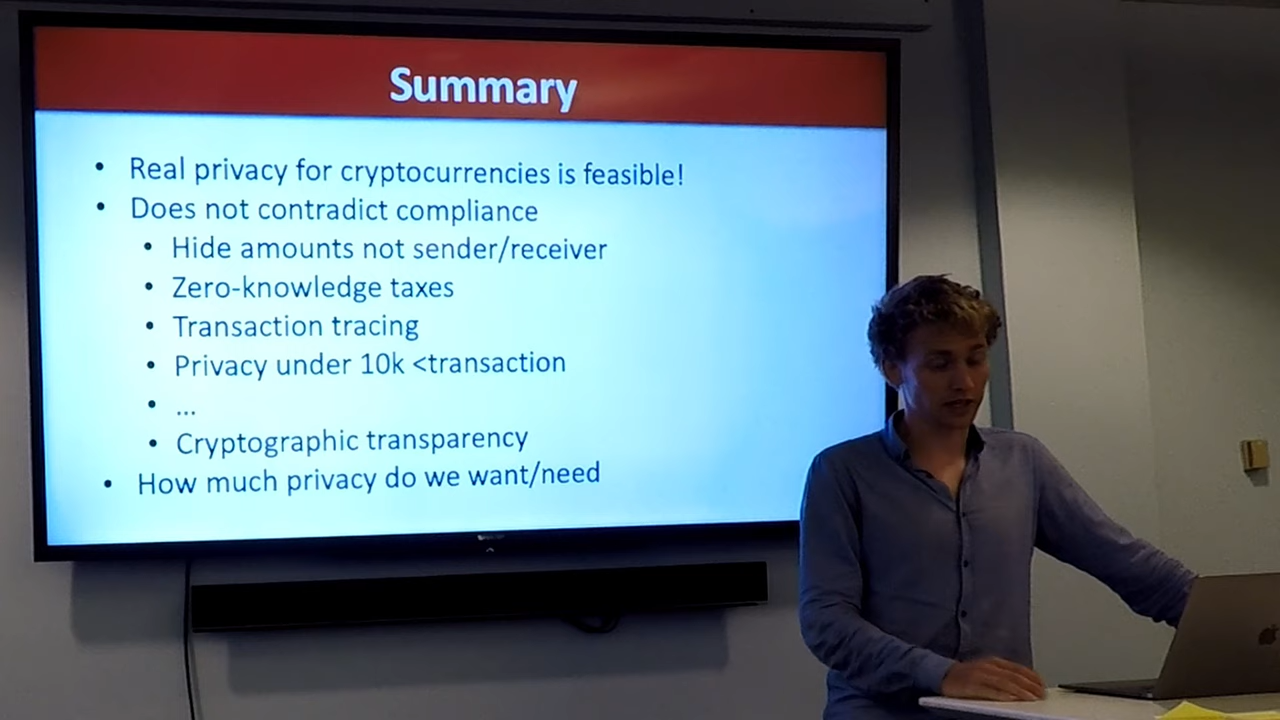 Summary
• Real privacy for cryptocurrencies is feasible!
• Does not contradict compliance
• Hide amounts not sender/receiver
• Zero-knowledge taxes
• Transaction tracing
• Privacy under 10k <transaction
• ...
• Cryptographic transparency
• How much privacy do we want/need